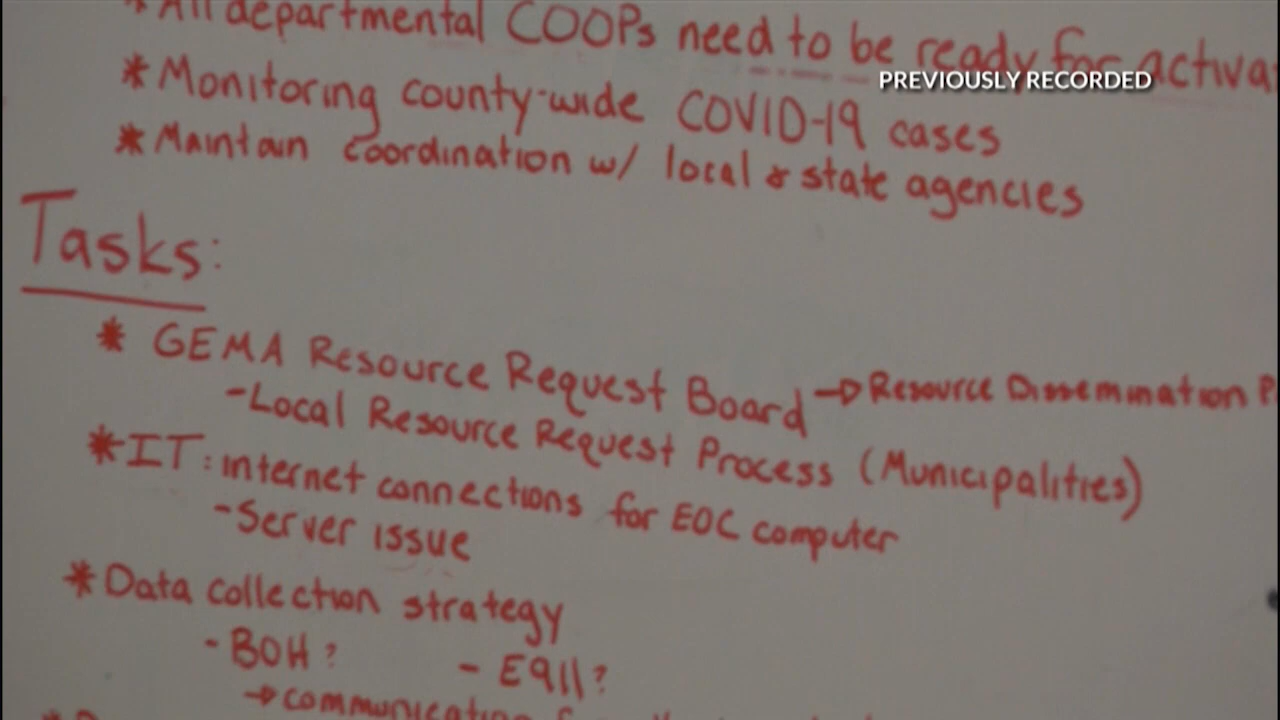 * All departmental COOPs need to be ready for activa
PREVIOUSLY RECORDED
* Monitoring county-wide COVID-19 cases
* Maintain coordination w/ local & state agencies
Tasks:
* GEMA Resource Request Board → Resource Dissemination P
- Local Resource Request Process (Municipalities)
* IT: internet connections for EOC computer
- Server issue
* Data collection strategy
- BOH? - E911?
→ communication